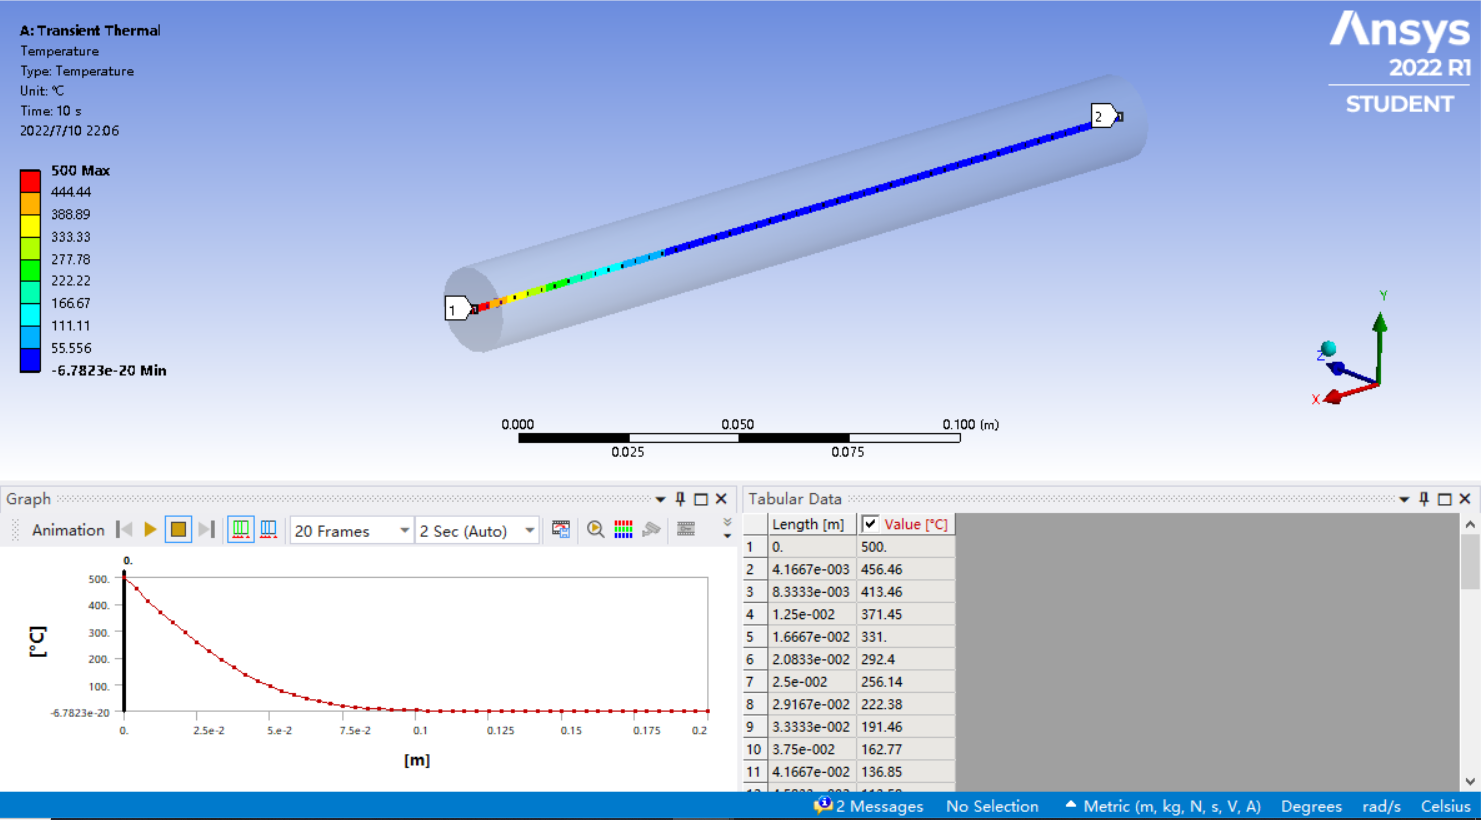 A: Transient Thermal
Temperature
Type: Temperature
Unit: °C
Time: 10 s
2022/7/10 22:06
500 Max
444.44
388.89
333.33
277.78
222.22
166.67
111.11
55.556
-6.7823e-20 Min
Ansys
2022 R1
STUDENT
1
2
Y
Z
X
0.000
0.050
0.100 (m)
0.025
0.075
Graph
Animation
20 Frames
2 Sec (Auto)
0.
500.
400.
300.
200.
100.
-6.7823e-20
[°C]
0.
2.5e-2
5.e-2
7.5e-2
0.1
0.125
0.15
0.175
0.2
[m]
Tabular Data
Length [m] Value [°C]
1 0. 500.
2 4.1667e-003 456.46
3 8.3333e-003 413.46
4 1.25e-002 371.45
5 1.6667e-002 331.
6 2.0833e-002 292.4
7 2.5e-002 256.14
8 2.9167e-002 222.38
9 3.3333e-002 191.46
10 3.75e-002 162.77
11 4.1667e-002 136.85
2 Messages No Selection Metric (m, kg, N, s, V, A) Degrees rad/s Celsius